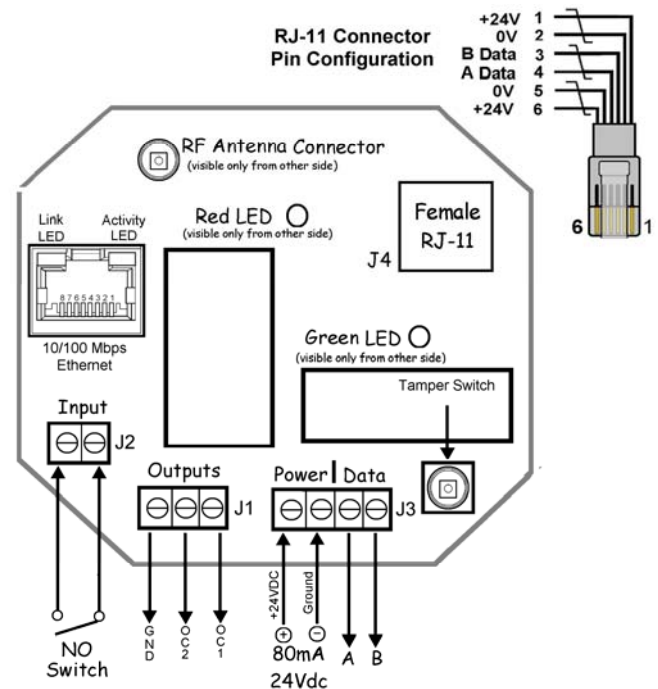 RJ-11 Connector
Pin Configuration
+24V 1
0V 2
B Data 3
A Data 4
0V 5
+24V 6
6 1
RF Antenna Connector
(visible only from other side)
Link
LED
Activity
LED
Red LED
(visible only from other side)
Female
RJ-11
J4
87654321
10/100 Mbps
Ethernet
Green LED
(visible only from other side)
Tamper Switch
Input
J2
Outputs
J1
Power | Data
J3
NO
Switch
GND
OC2
OC1
+24VDC
Ground
+
−
80mA
24Vdc
A
B